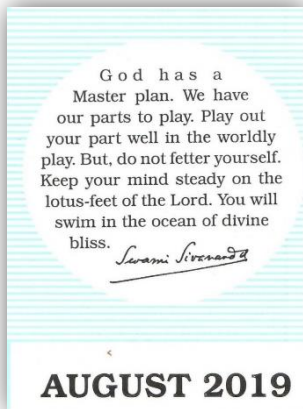 God has a
Master plan. We have
our parts to play. Play out
your part well in the worldly
play. But, do not fetter yourself.
Keep your mind steady on the
lotus-feet of the Lord. You will
swim in the ocean of divine
bliss.
Swami Sivananda
AUGUST 2019